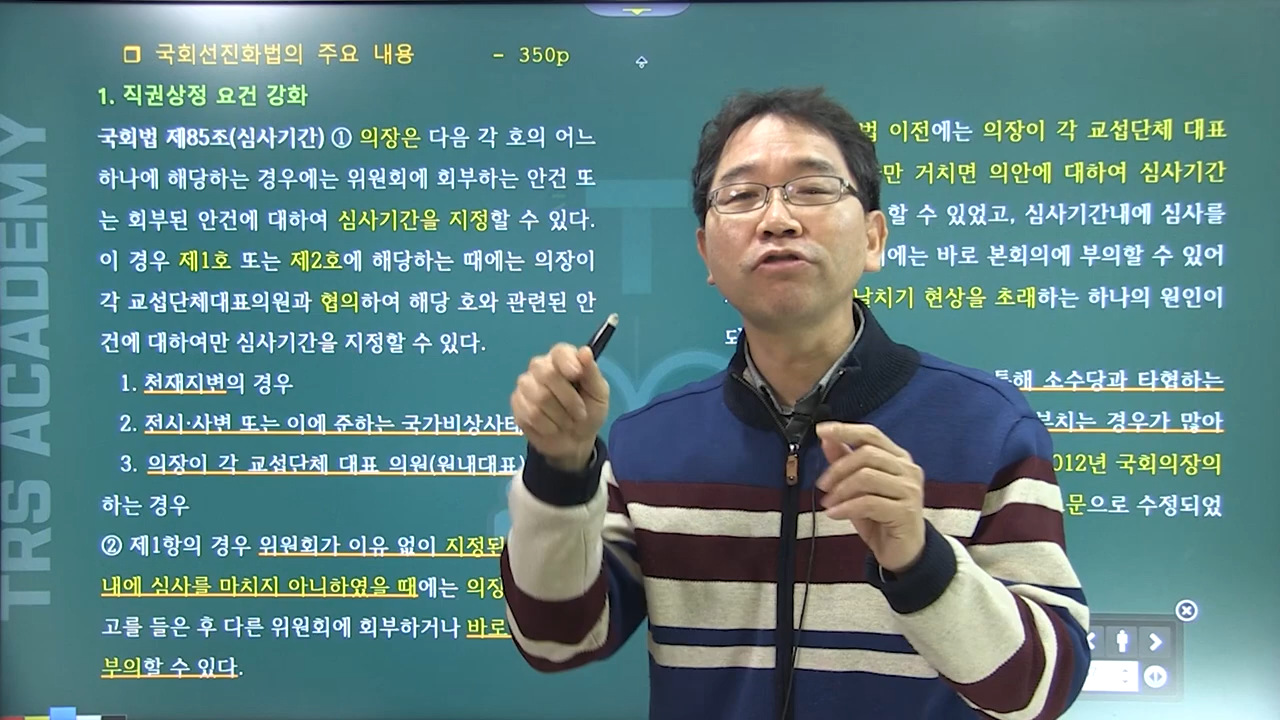 TRS ACADEMY
❒ 국회선진화법의 주요 내용 - 350p
1. 직권상정 요건 강화
국회법 제85조(심사기간) ① 의장은 다음 각 호의 어느
하나에 해당하는 경우에는 위원회에 회부하는 안건 또
는 회부된 안건에 대하여 심사기간을 지정할 수 있다.
이 경우 제1호 또는 제2호에 해당하는 때에는 의장이
각 교섭단체대표의원과 협의하여 해당 호와 관련된 안
건에 대하여만 심사기간을 지정할 수 있다.
1. 천재지변의 경우
2. 전시·사변 또는 이에 준하는 국가비상사태
3. 의장이 각 교섭단체 대표 의원(원내대표)
하는 경우
② 제1항의 경우 위원회가 이유 없이 지정된
내에 심사를 마치지 아니하였을 때에는 의장
고를 들은 후 다른 위원회에 회부하거나 바로
부의할 수 있다.
이전에는 의장이 각 교섭단체 대표
만 거치면 의안에 대하여 심사기간
할 수 있었고, 심사기간내에 심사를
에는 바로 본회의에 부의할 수 있어
날치기 현상을 초래하는 하나의 원인이
통해 소수당과 타협하는
부치는 경우가 많아
012년 국회의장의
문으로 수정되었